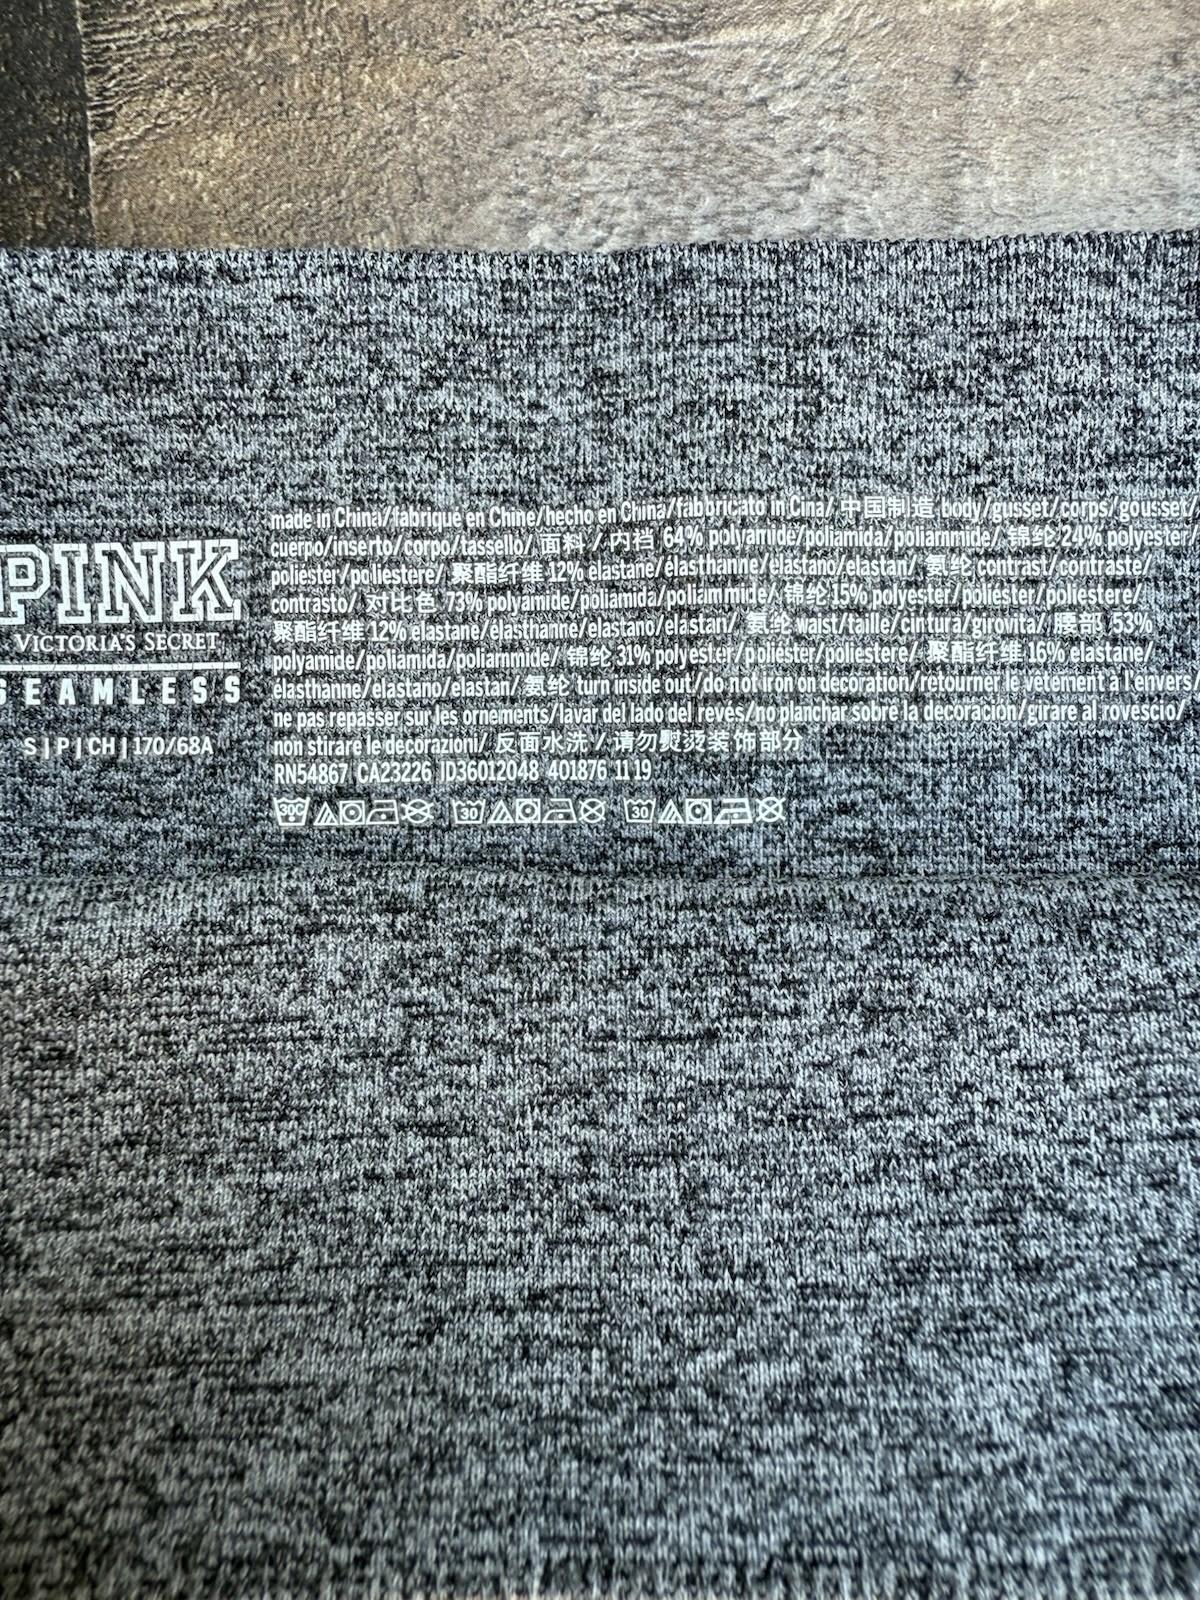 PINK
VICTORIA'S SECRET
SEAMLESS
S | P | CH | 170/68A
made in China/fabriqué en Chine/hecho en China/fabbricato in Cina/ 中国制造 body/gusset/corps/gousset/
cuerpo/inserto/corpo/tassello/ 面料 / 内裆 64% polyamide/poliamida/poliammide/ 锦纶 24% polyester/
poliéster/poliestere/ 聚酯纤维 12% elastane/élasthanne/elastano/elastan/ 氨纶 contrast/contraste/
contrasto/ 对比色 73% polyamide/poliamida/poliammide/ 锦纶 15% polyester/poliéster/poliestere/
聚酯纤维 12% elastane/élasthanne/elastano/elastan/ 氨纶 waist/taille/cintura/girovita/ 腰部 53%
polyamide/poliamida/poliammide/ 锦纶 31% polyester/poliéster/poliestere/ 聚酯纤维 16% elastane/
élasthanne/elastano/elastan/ 氨纶 turn inside out/do not iron on decoration/retourner le vêtement à l'envers/
ne pas repasser sur les ornements/lavar del lado del revés/no planchar sobre la decoración/girare al rovescio/
non stirare le decorazioni/ 反面水洗 / 请勿熨烫装饰部分
RN54867 CA23226 ID36012048 401876 11 19
30C 30 30